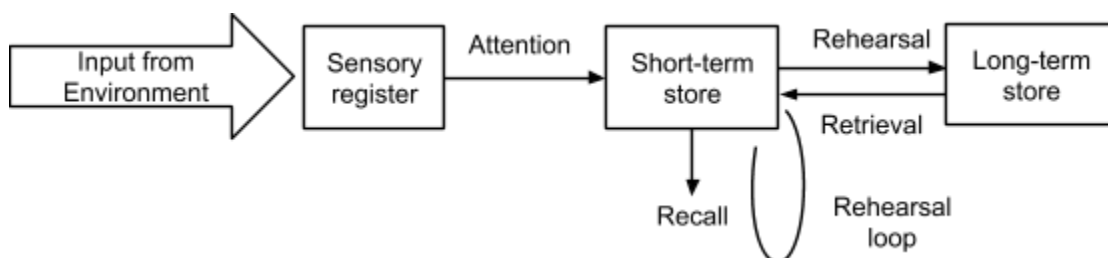 Input from
Environment
Sensory
register
Attention
Short-term
store
Rehearsal
Retrieval
Long-term
store
Recall
Rehearsal
loop